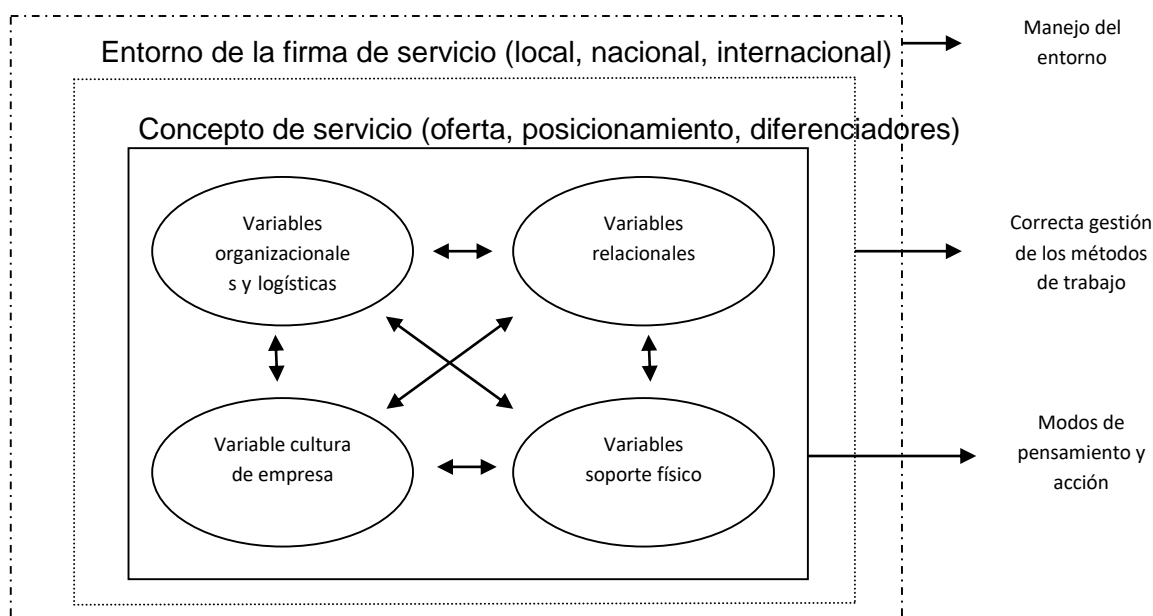 Entorno de la firma de servicio (local, nacional, internacional)
Manejo del
entorno
Concepto de servicio (oferta, posicionamiento, diferenciadores)
Variables
organizacionale
s y logísticas
Variables
relacionales
Correcta gestión
de los métodos
de trabajo
Variable cultura
de empresa
Variables
soporte físico
Modos de
pensamiento y
acción